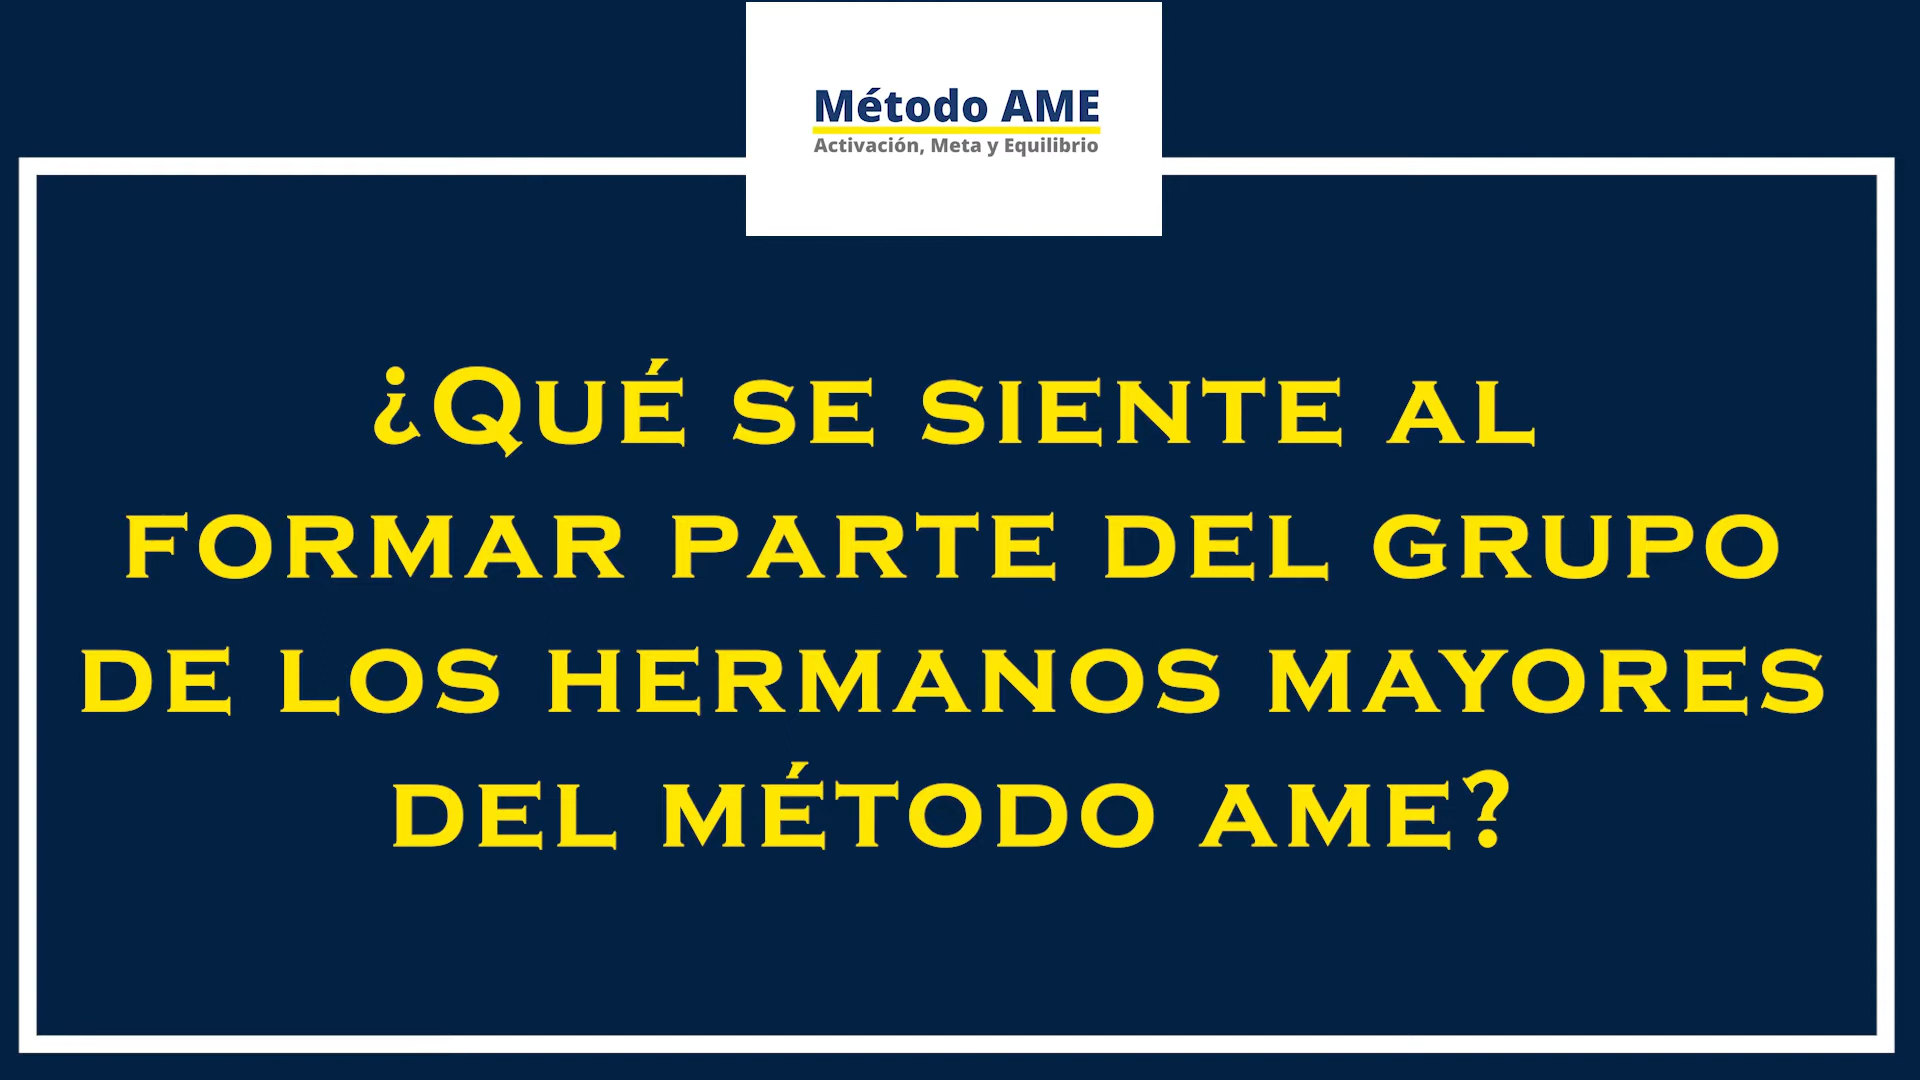 Método AME
Activación, Meta y Equilibrio
¿Qué se siente al
formar parte del grupo
de los hermanos mayores
del método AME?